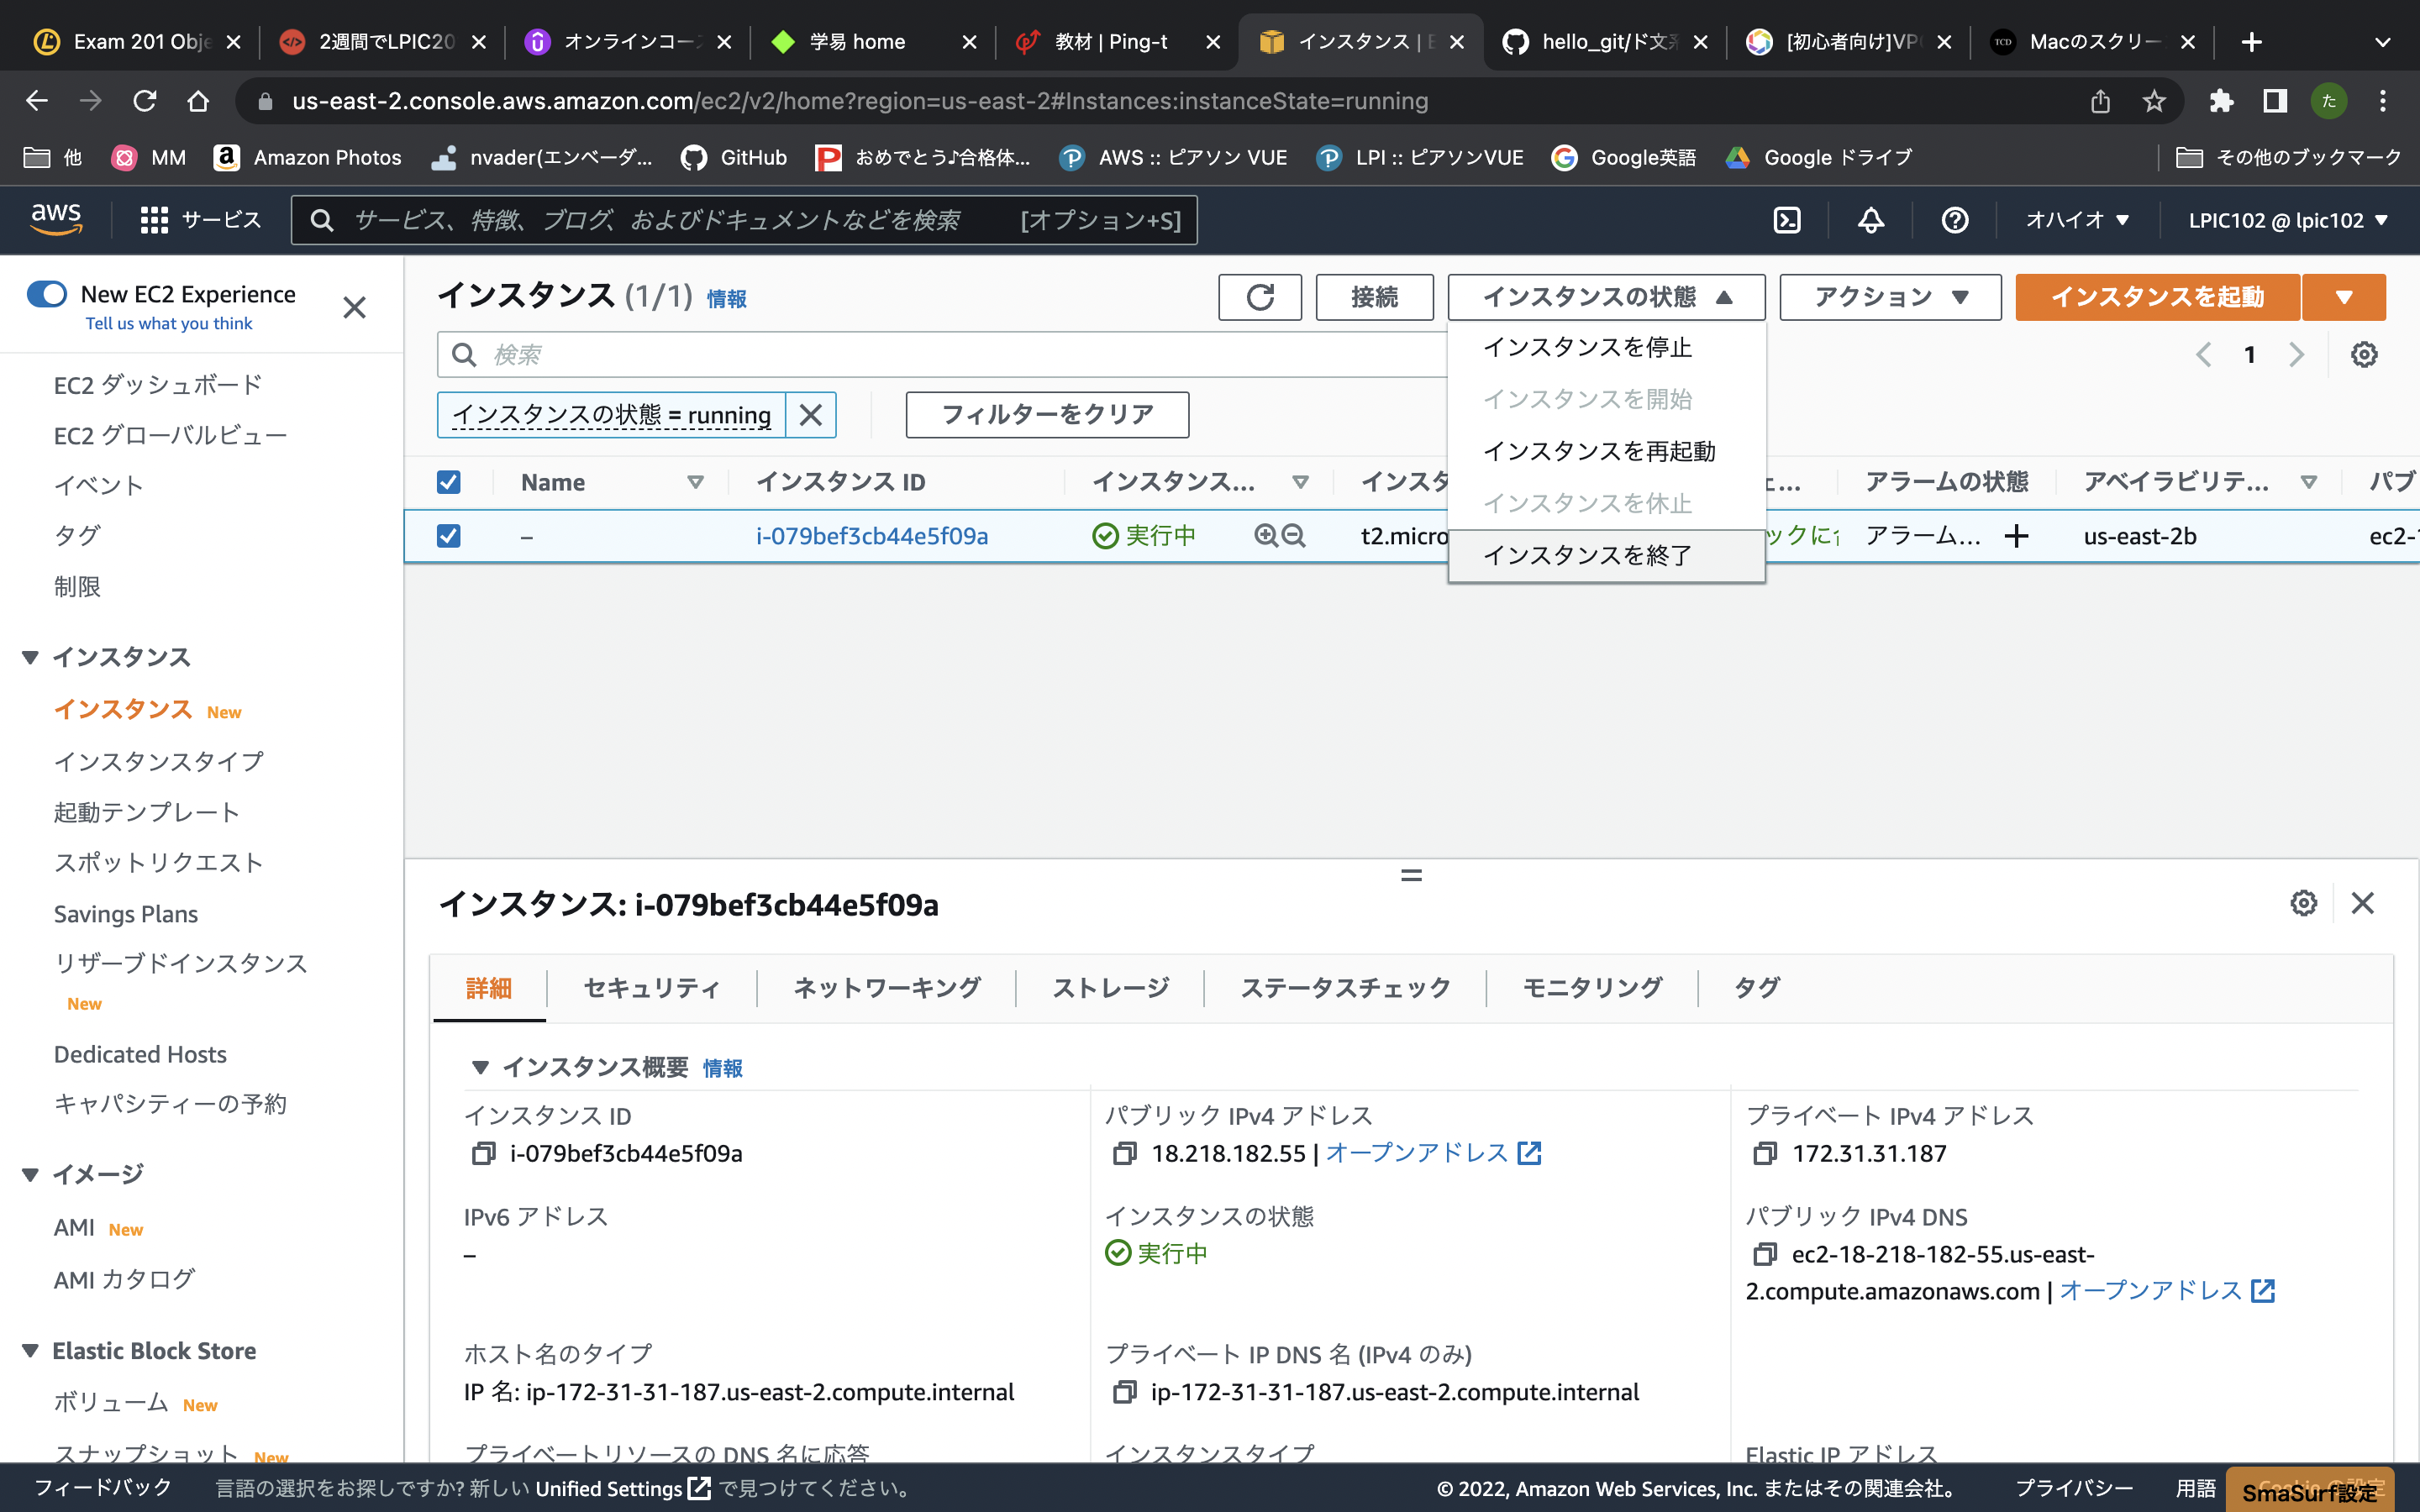 Exam 201 Obje
2週間でLPIC20
オンラインコース
学易 home
教材 | Ping-t
インスタンス | E
hello_git/ド文系
[初心者向け]VPC
TCD
Macのスクリー
us-east-2.console.aws.amazon.com/ec2/v2/home?region=us-east-2#Instances:instanceState=running
た
他
MM
Amazon Photos
nvader(エンベーダ...
GitHub
おめでとう♪合格体...
AWS :: ピアソン VUE
LPI :: ピアソンVUE
Google英語
Google ドライブ
その他のブックマーク
aws
サービス
サービス、特徴、ブログ、およびドキュメントなどを検索
[オプション+S]
オハイオ
LPIC102 @ lpic102
New EC2 Experience
Tell us what you think
EC2 ダッシュボード
EC2 グローバルビュー
イベント
タグ
制限
インスタンス
インスタンス New
インスタンスタイプ
起動テンプレート
スポットリクエスト
Savings Plans
リザーブドインスタンス
New
Dedicated Hosts
キャパシティーの予約
イメージ
AMI New
AMI カタログ
Elastic Block Store
ボリューム New
スナップショット New
インスタンス (1/1) 情報
接続
インスタンスの状態
アクション
インスタンスを起動
検索
1
インスタンスの状態 = running
フィルターをクリア
インスタンスを停止
インスタンスを開始
インスタンスを再起動
インスタンスを休止
インスタンスを終了
Name
インスタンス ID
インスタンス...
インスタ
ェ...
アラームの状態
アベイラビリテ...
パブ
–
i-079bef3cb44e5f09a
実行中
t2.micro
ックに合
アラーム...
us-east-2b
ec2-1
インスタンス: i-079bef3cb44e5f09a
詳細
セキュリティ
ネットワーキング
ストレージ
ステータスチェック
モニタリング
タグ
インスタンス概要 情報
インスタンス ID
i-079bef3cb44e5f09a
パブリック IPv4 アドレス
18.218.182.55 | オープンアドレス
プライベート IPv4 アドレス
172.31.31.187
IPv6 アドレス
–
インスタンスの状態
実行中
パブリック IPv4 DNS
ec2-18-218-182-55.us-east-
2.compute.amazonaws.com | オープンアドレス
ホスト名のタイプ
IP 名: ip-172-31-31-187.us-east-2.compute.internal
プライベート IP DNS 名 (IPv4 のみ)
ip-172-31-31-187.us-east-2.compute.internal
プライベートリソースの DNS 名に応答
インスタンスタイプ
Elastic IP アドレス
フィードバック
言語の選択をお探しですか? 新しい Unified Settings で見つけてください。
© 2022, Amazon Web Services, Inc. またはその関連会社。
プライバシー
用語
Cookie の設定
SmaSurf設定